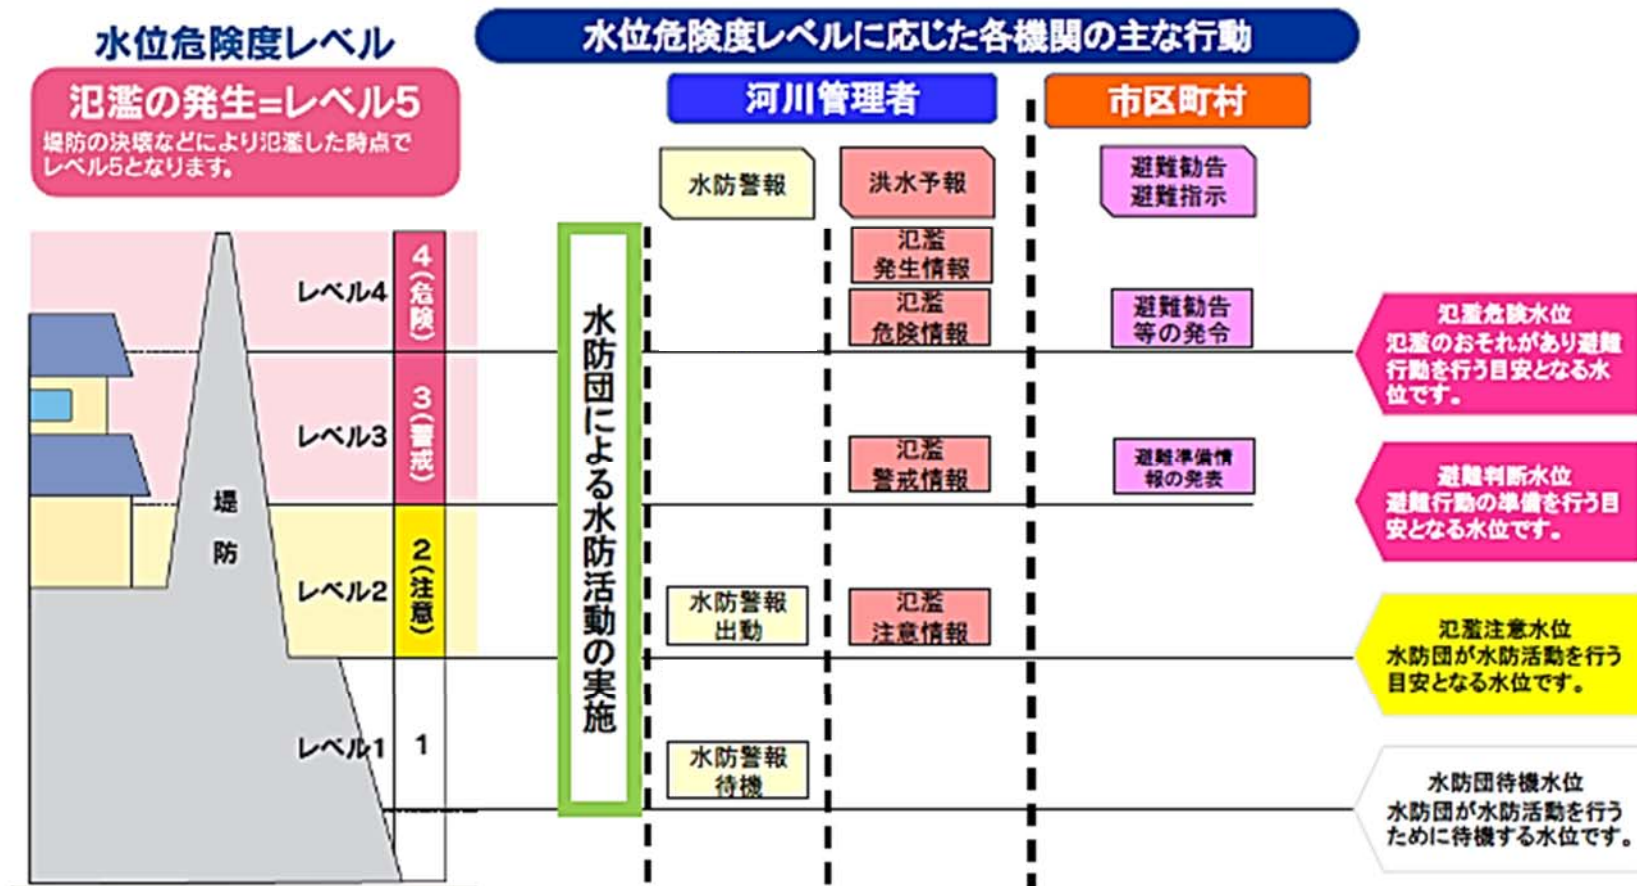 水位危険度レベル
水位危険度レベルに応じた各機関の主な行動
氾濫の発生=レベル5
堤防の決壊などにより氾濫した時点で
レベル5となります。
河川管理者
市区町村
水防警報
洪水予報
避難勧告
避難指示
レベル4
4(危険)
レベル3
3(警戒)
レベル2
2(注意)
レベル1
1
堤防
水防団による水防活動の実施
氾濫
発生情報
氾濫
危険情報
避難勧告
等の発令
氾濫
警戒情報
避難準備情
報の発表
水防警報
出動
氾濫
注意情報
水防警報
待機
氾濫危険水位
氾濫のおそれがあり避難
行動を行う目安となる水
位です。
避難判断水位
避難行動の準備を行う目
安となる水位です。
氾濫注意水位
水防団が水防活動を行う
目安となる水位です。
水防団待機水位
水防団が水防活動を行う
ために待機する水位です。